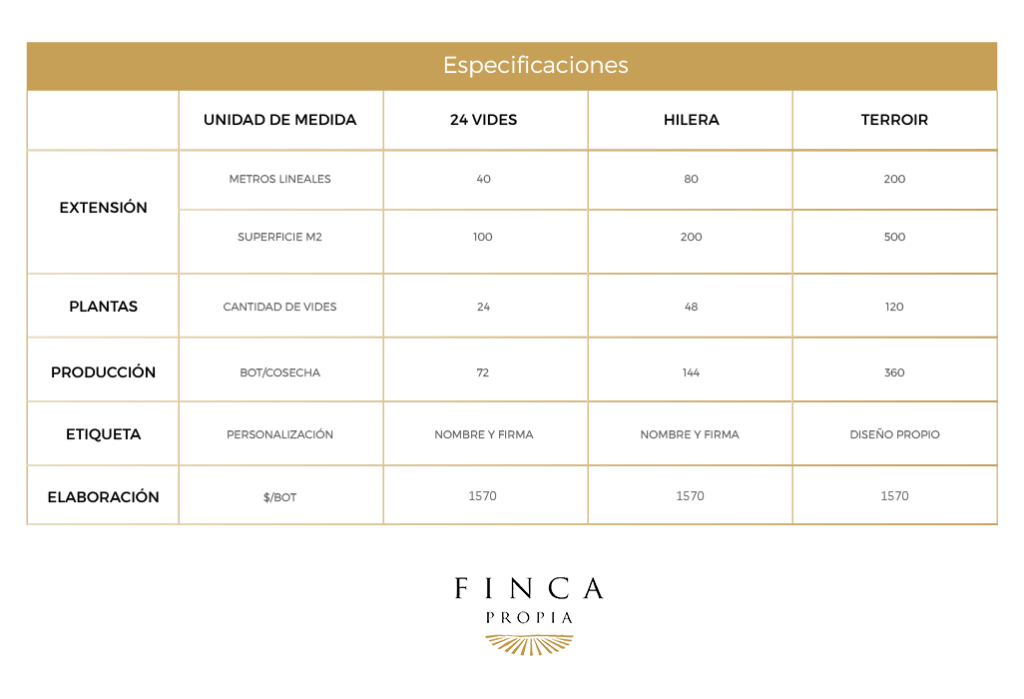 Especificaciones
UNIDAD DE MEDIDA 24 VIDES HILERA TERROIR
EXTENSIÓN METROS LINEALES 40 80 200
SUPERFICIE M2 100 200 500
PLANTAS CANTIDAD DE VIDES 24 48 120
PRODUCCIÓN BOT/COSECHA 72 144 360
ETIQUETA PERSONALIZACIÓN NOMBRE Y FIRMA NOMBRE Y FIRMA DISEÑO PROPIO
ELABORACIÓN $/BOT 1570 1570 1570
FINCA
PROPIA